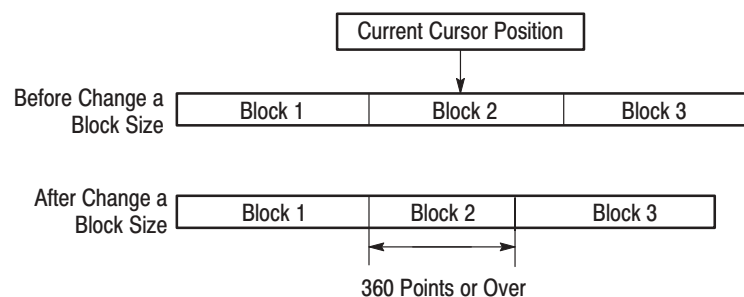 Current Cursor Position
Before Change a
Block Size
Block 1 Block 2 Block 3
After Change a
Block Size
Block 1 Block 2 Block 3
360 Points or Over